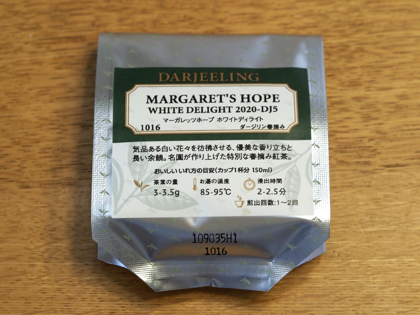 DARJEELING
MARGARET'S HOPE
WHITE DELIGHT 2020-DJ5
マーガレッツホープ ホワイトディライト
1016 ダージリン春摘み
気品ある白い花々を彷彿させる、優美な香り立ちと
長い余韻。名園が作り上げた特別な春摘み紅茶。
おいしいいれ方の目安(カップ1杯分 150ml)
茶葉の量 お湯の温度 浸出時間
3-3.5g 85-95℃ 2-2.5分
煎出回数:1~2回
109035H1
1016